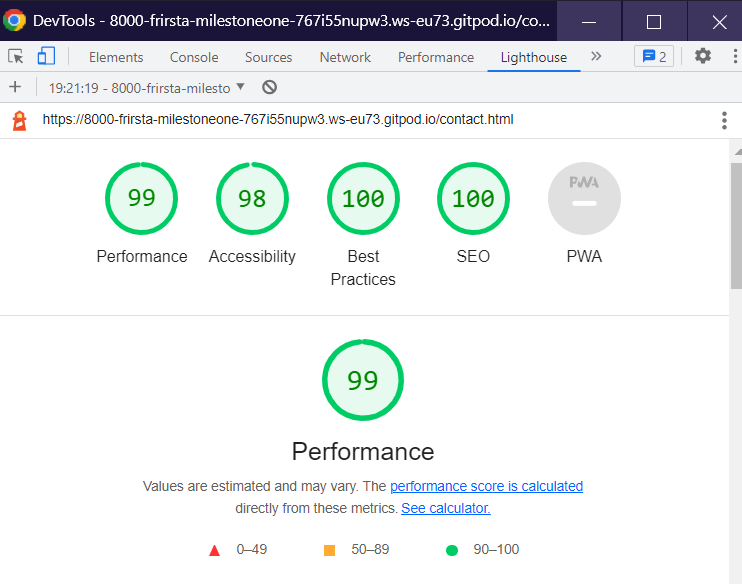 DevTools - 8000-frirsta-milestoneone-767i55nupw3.ws-eu73.gitpod.io/co...
Elements Console Sources Network Performance Lighthouse 2
19:21:19 - 8000-frirsta-milesto
https://8000-frirsta-milestoneone-767i55nupw3.ws-eu73.gitpod.io/contact.html
99 98 100 100 PWA
Performance Accessibility Best Practices SEO PWA
99
Performance
Values are estimated and may vary. The performance score is calculated
directly from these metrics. See calculator.
0–49 50–89 90–100